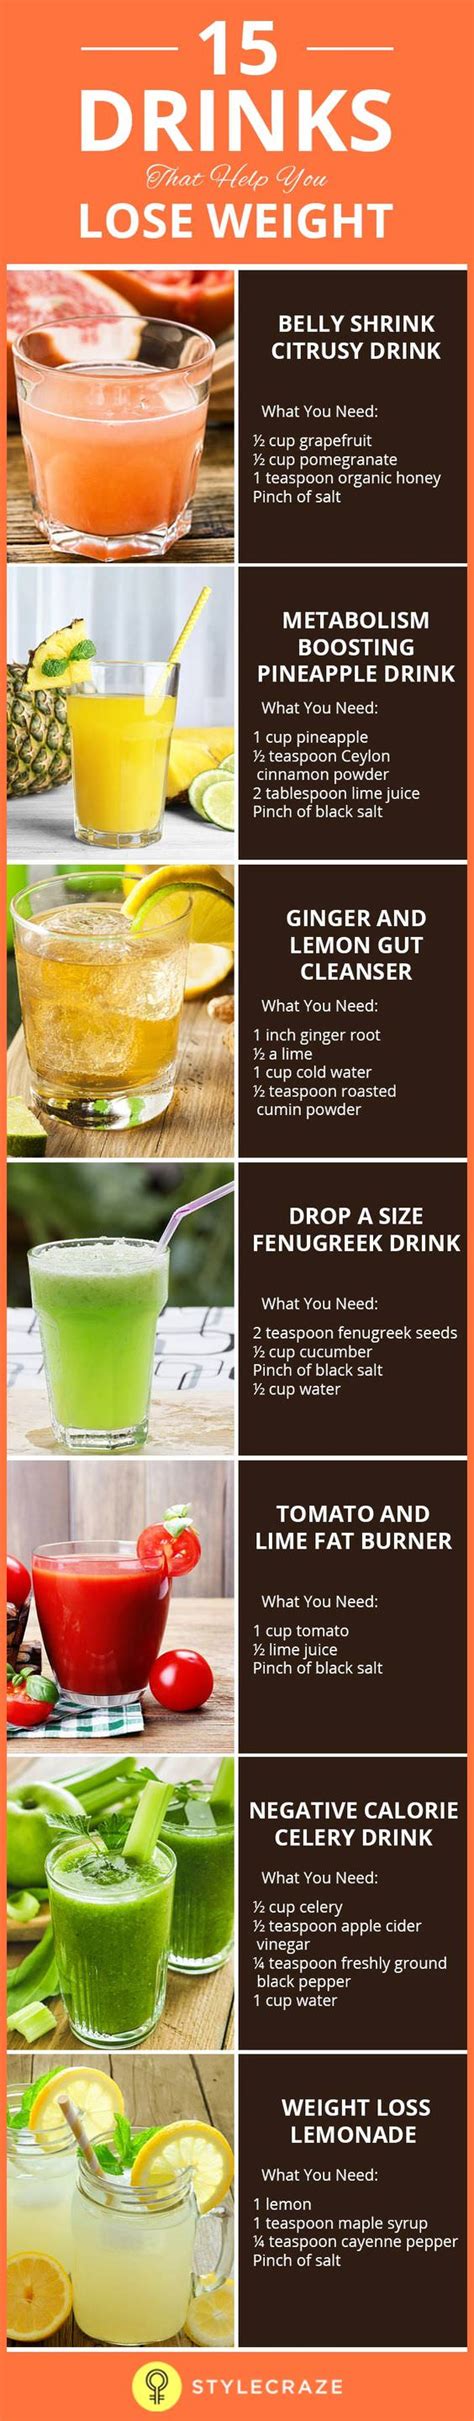 15
DRINKS
That Help You
LOSE WEIGHT
BELLY SHRINK
CITRUSY DRINK
What You Need:
½ cup grapefruit
½ cup pomegranate
1 teaspoon organic honey
Pinch of salt
METABOLISM
BOOSTING
PINEAPPLE DRINK
What You Need:
1 cup pineapple
½ teaspoon Ceylon
cinnamon powder
2 tablespoon lime juice
Pinch of black salt
GINGER AND
LEMON GUT
CLEANSER
What You Need:
1 inch ginger root
½ a lime
1 cup cold water
½ teaspoon roasted
cumin powder
DROP A SIZE
FENUGREEK DRINK
What You Need:
2 teaspoon fenugreek seeds
½ cup cucumber
Pinch of black salt
½ cup water
TOMATO AND
LIME FAT BURNER
What You Need:
1 cup tomato
½ lime juice
Pinch of black salt
NEGATIVE CALORIE
CELERY DRINK
What You Need:
½ cup celery
½ teaspoon apple cider
vinegar
¼ teaspoon freshly ground
black pepper
1 cup water
WEIGHT LOSS
LEMONADE
What You Need:
1 lemon
1 teaspoon maple syrup
¼ teaspoon cayenne pepper
Pinch of salt
STYLECRAZE